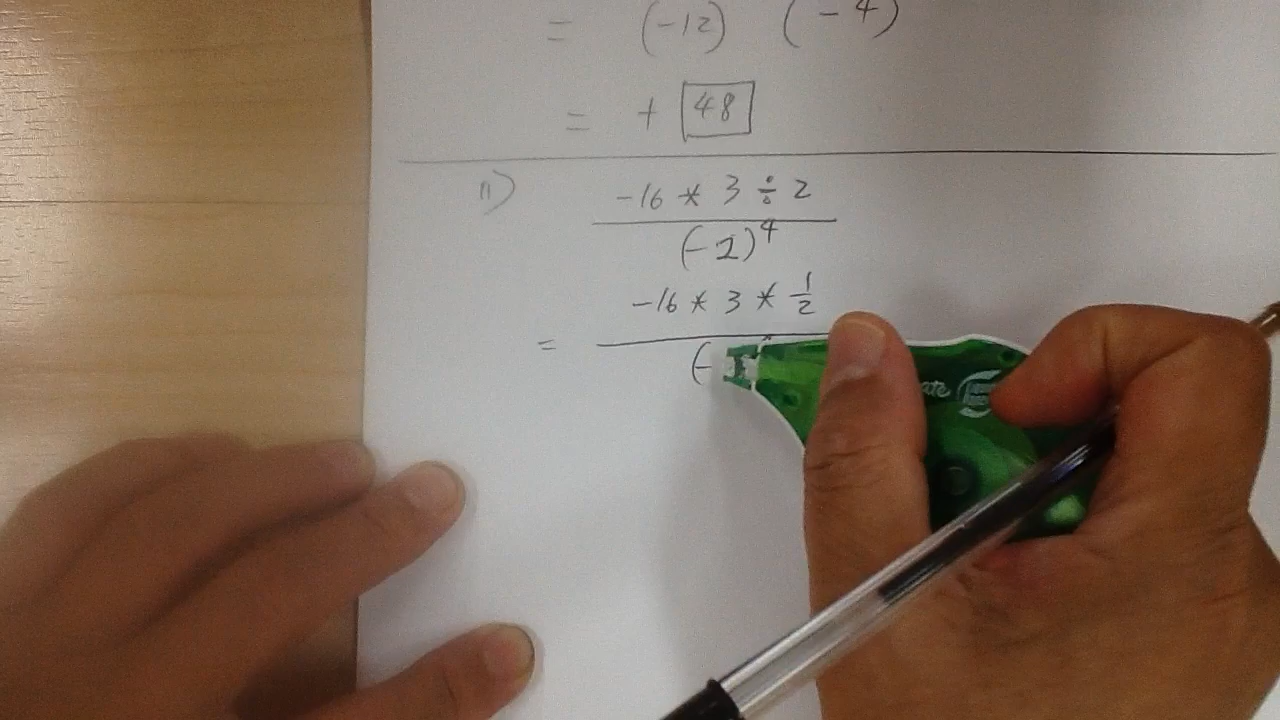 = (-12) (-4)
= + 48
11) -16 * 3 ÷ 2
(-2)⁴
-16 * 3 * 1/2
= (-